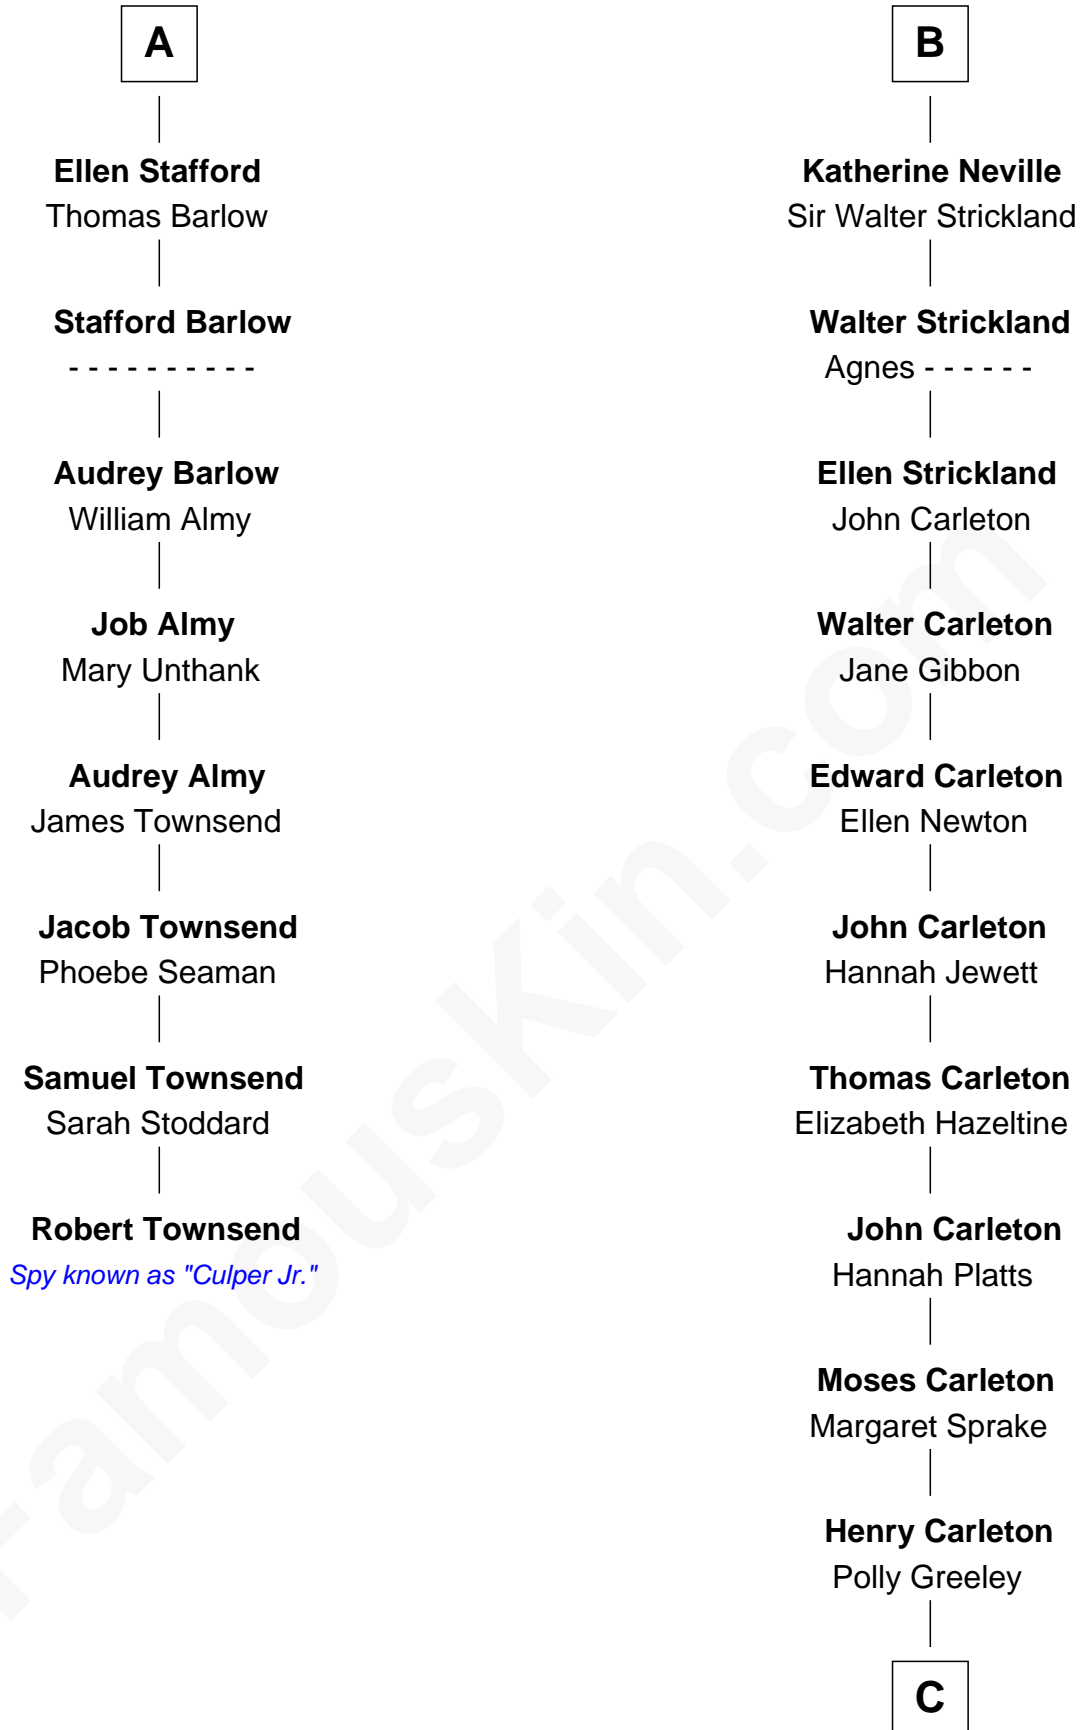 A
Ellen Stafford
Thomas Barlow
Stafford Barlow
- - - - - - - - - -
Audrey Barlow
William Almy
Job Almy
Mary Unthank
Audrey Almy
James Townsend
Jacob Townsend
Phoebe Seaman
Samuel Townsend
Sarah Stoddard
Robert Townsend
Spy known as "Culper Jr."
B
Katherine Neville
Sir Walter Strickland
Walter Strickland
Agnes - - - - - -
Ellen Strickland
John Carleton
Walter Carleton
Jane Gibbon
Edward Carleton
Ellen Newton
John Carleton
Hannah Jewett
Thomas Carleton
Elizabeth Hazeltine
John Carleton
Hannah Platts
Moses Carleton
Margaret Sprake
Henry Carleton
Polly Greeley
C
FamousKin.com